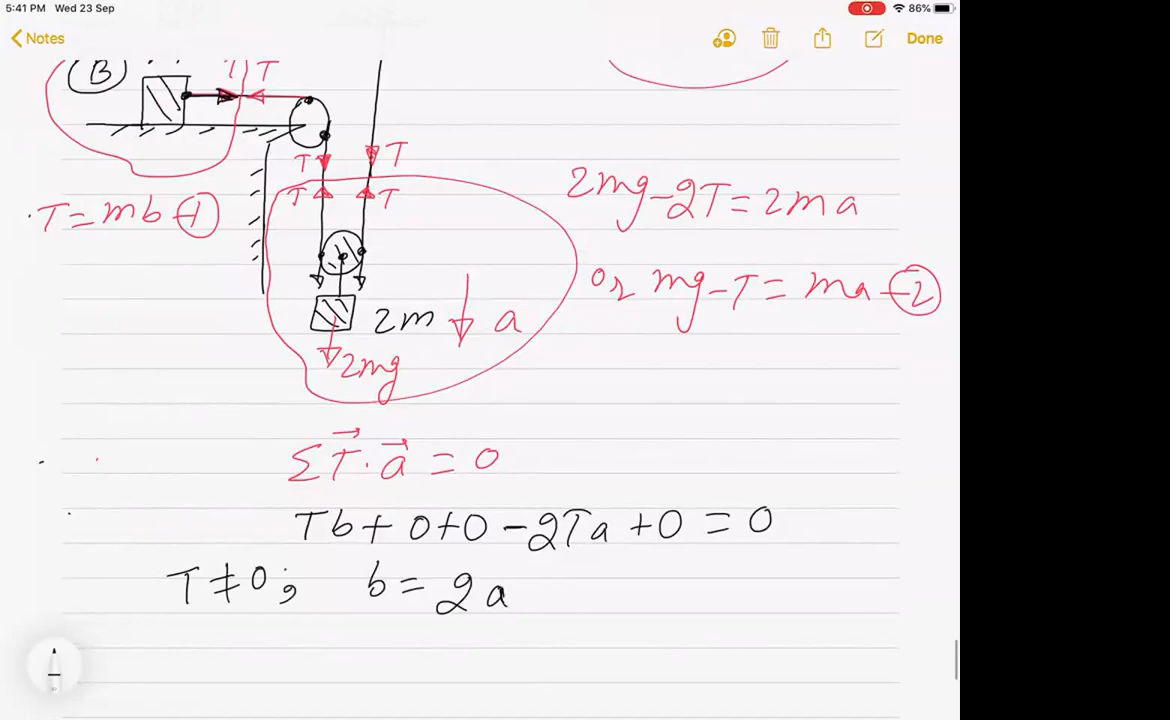 5:41 PM Wed 23 Sep
86%
Notes
Done
B
T T
T T
T T
T = mb —1
2mg - 2T = 2ma
or mg - T = ma —2
2m
a
2mg
Σ T⃗ · a⃗ = 0
Tb + 0 + 0 - 2Ta + 0 = 0
T ≠ 0; b = 2a